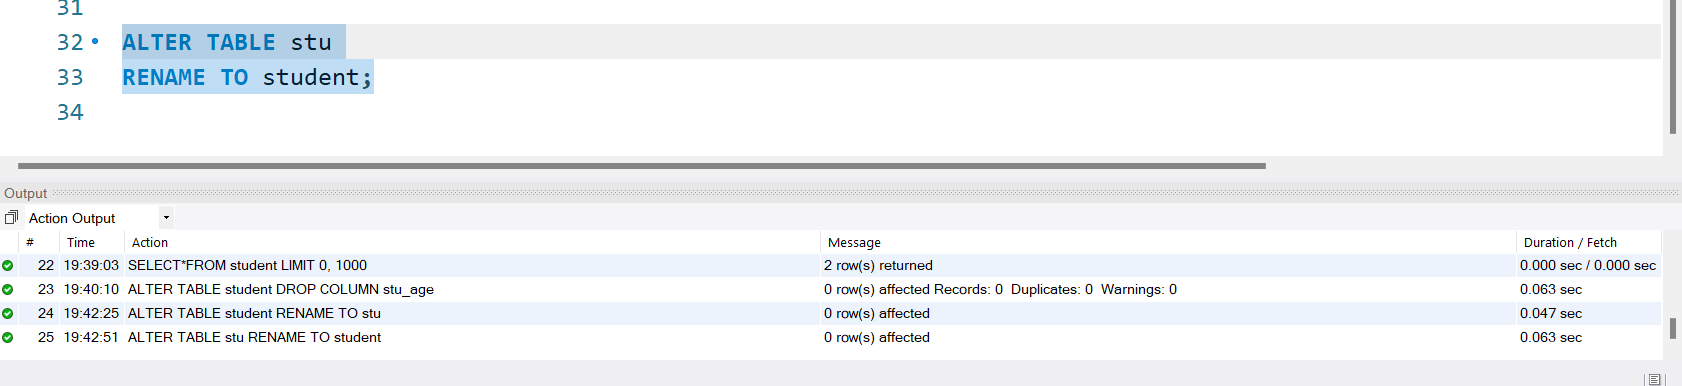 31
32 ALTER TABLE stu
33 RENAME TO student;
34
Output
Action Output
# Time Action Message Duration / Fetch
22 19:39:03 SELECT*FROM student LIMIT 0, 1000 2 row(s) returned 0.000 sec / 0.000 sec
23 19:40:10 ALTER TABLE student DROP COLUMN stu_age 0 row(s) affected Records: 0 Duplicates: 0 Warnings: 0 0.063 sec
24 19:42:25 ALTER TABLE student RENAME TO stu 0 row(s) affected 0.047 sec
25 19:42:51 ALTER TABLE stu RENAME TO student 0 row(s) affected 0.063 sec